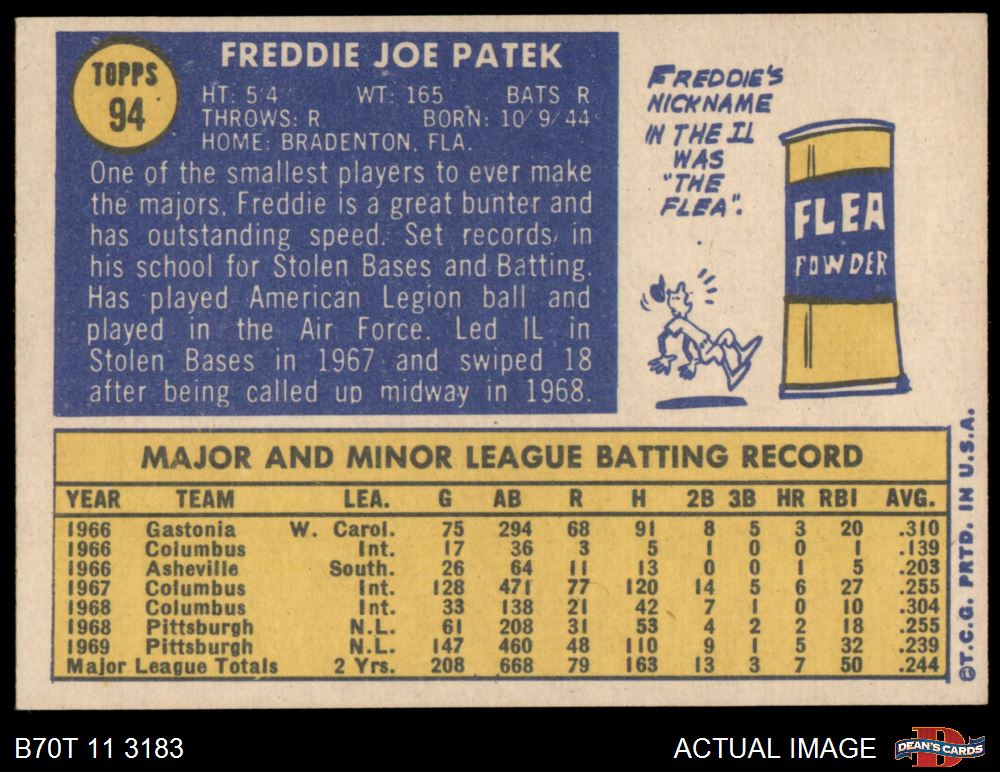 TOPPS
94
FREDDIE JOE PATEK
HT: 5'4 WT: 165 BATS R
THROWS: R. BORN: 10/9/44
HOME: BRADENTON, FLA.
One of the smallest players to ever make
the majors, Freddie is a great bunter and
has outstanding speed. Set records in
his school for Stolen Bases and Batting.
Has played American Legion ball and
played in the Air Force. Led IL in
Stolen Bases in 1967 and swiped 18
after being called up midway in 1968.
FREDDIE'S
NICKNAME
IN THE IL
WAS
"THE
FLEA".
FLEA
POWDER
MAJOR AND MINOR LEAGUE BATTING RECORD
YEAR TEAM LEA. G AB R H 2B 3B HR RBI AVG.
1966 Gastonia W. Carol. 75 294 68 91 8 5 3 20 .310
1966 Columbus Int. 17 36 3 5 1 0 0 1 .139
1966 Asheville South. 26 64 11 13 0 0 1 5 .203
1967 Columbus Int. 128 471 77 120 14 5 6 27 .255
1968 Columbus Int. 33 138 21 42 7 1 0 10 .304
1968 Pittsburgh N.L. 61 208 31 53 4 2 2 18 .255
1969 Pittsburgh N.L. 147 460 48 110 9 1 5 32 .239
Major League Totals 2 Yrs. 208 668 79 163 13 3 7 50 .244
©T.C.G. PRTD. IN U.S.A.
B70T 11 3183
ACTUAL IMAGE
D
DEAN'S CARDS